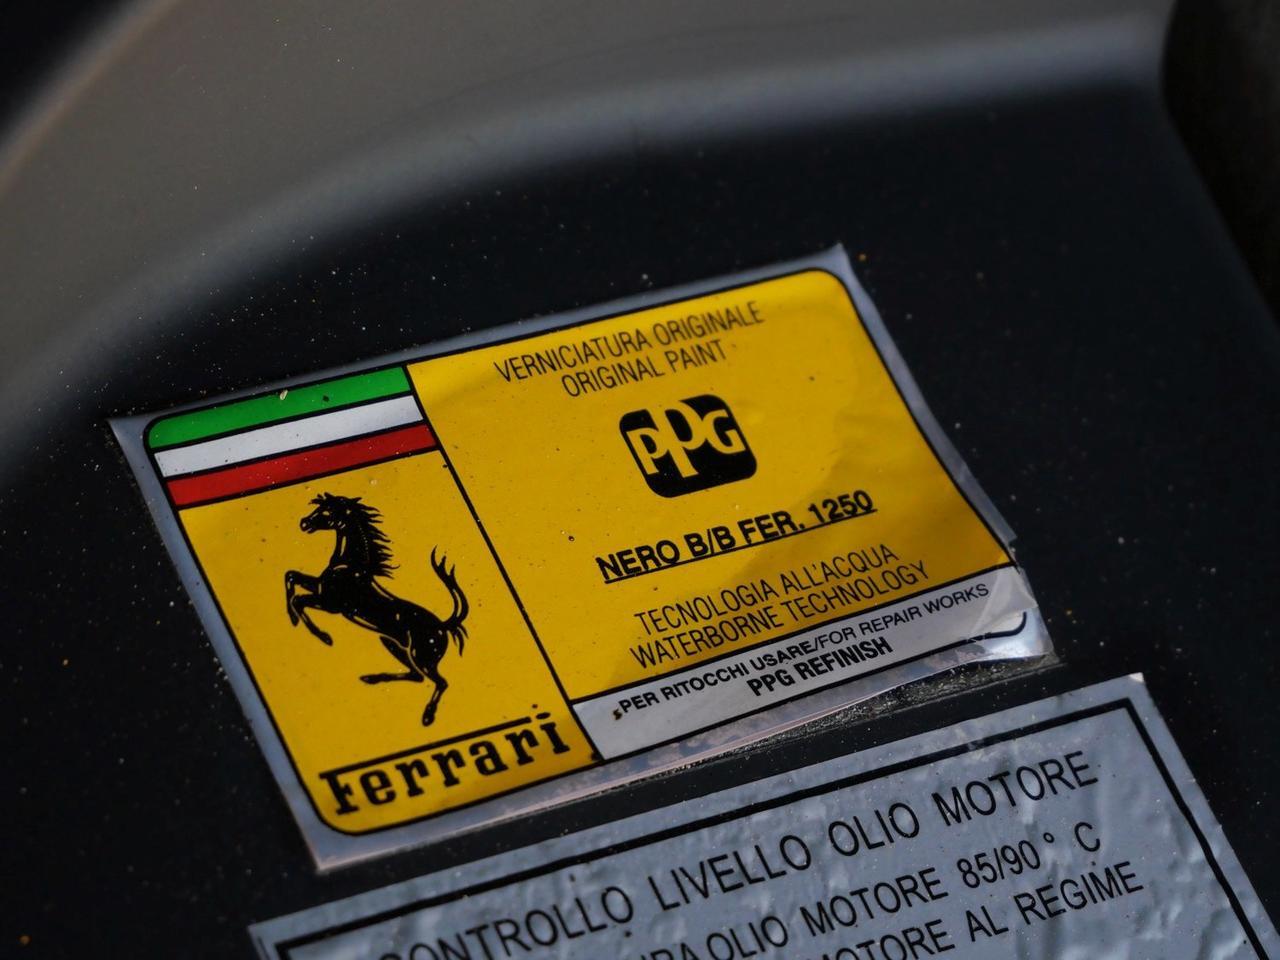 VERNICIATURA ORIGINALE
ORIGINAL PAINT
PPG
NERO B/B FER. 1250
TECNOLOGIA ALL'ACQUA
WATERBORNE TECHNOLOGY
PER RITOCCHI USARE/FOR REPAIR WORKS
PPG REFINISH
Ferrari
CONTROLLO LIVELLO OLIO MOTORE
OLIO MOTORE 85/90° C
MOTORE AL REGIME